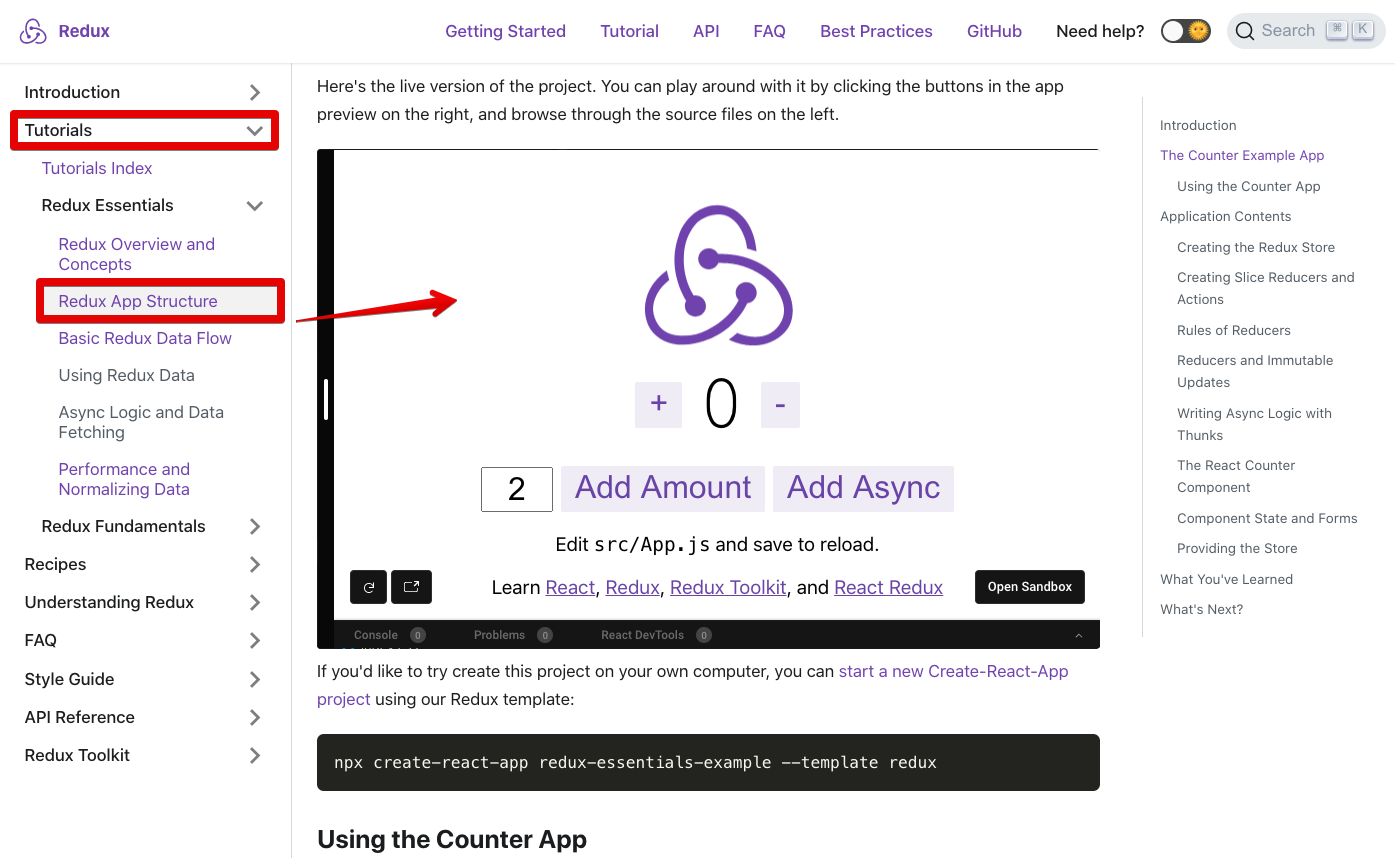 Redux
Getting Started
Tutorial
API
FAQ
Best Practices
GitHub
Need help?
Search
⌘
K
Introduction
Tutorials
Tutorials Index
Redux Essentials
Redux Overview and
Concepts
Redux App Structure
Basic Redux Data Flow
Using Redux Data
Async Logic and Data
Fetching
Performance and
Normalizing Data
Redux Fundamentals
Recipes
Understanding Redux
FAQ
Style Guide
API Reference
Redux Toolkit
Here's the live version of the project. You can play around with it by clicking the buttons in the app
preview on the right, and browse through the source files on the left.
+ 0 -
2 Add Amount Add Async
Edit src/App.js and save to reload.
Learn React, Redux, Redux Toolkit, and React Redux
Open Sandbox
Console 0 Problems 0 React DevTools 0
If you'd like to try create this project on your own computer, you can start a new Create-React-App
project using our Redux template:
npx create-react-app redux-essentials-example --template redux
Using the Counter App
Introduction
The Counter Example App
Using the Counter App
Application Contents
Creating the Redux Store
Creating Slice Reducers and
Actions
Rules of Reducers
Reducers and Immutable
Updates
Writing Async Logic with
Thunks
The React Counter
Component
Component State and Forms
Providing the Store
What You've Learned
What's Next?